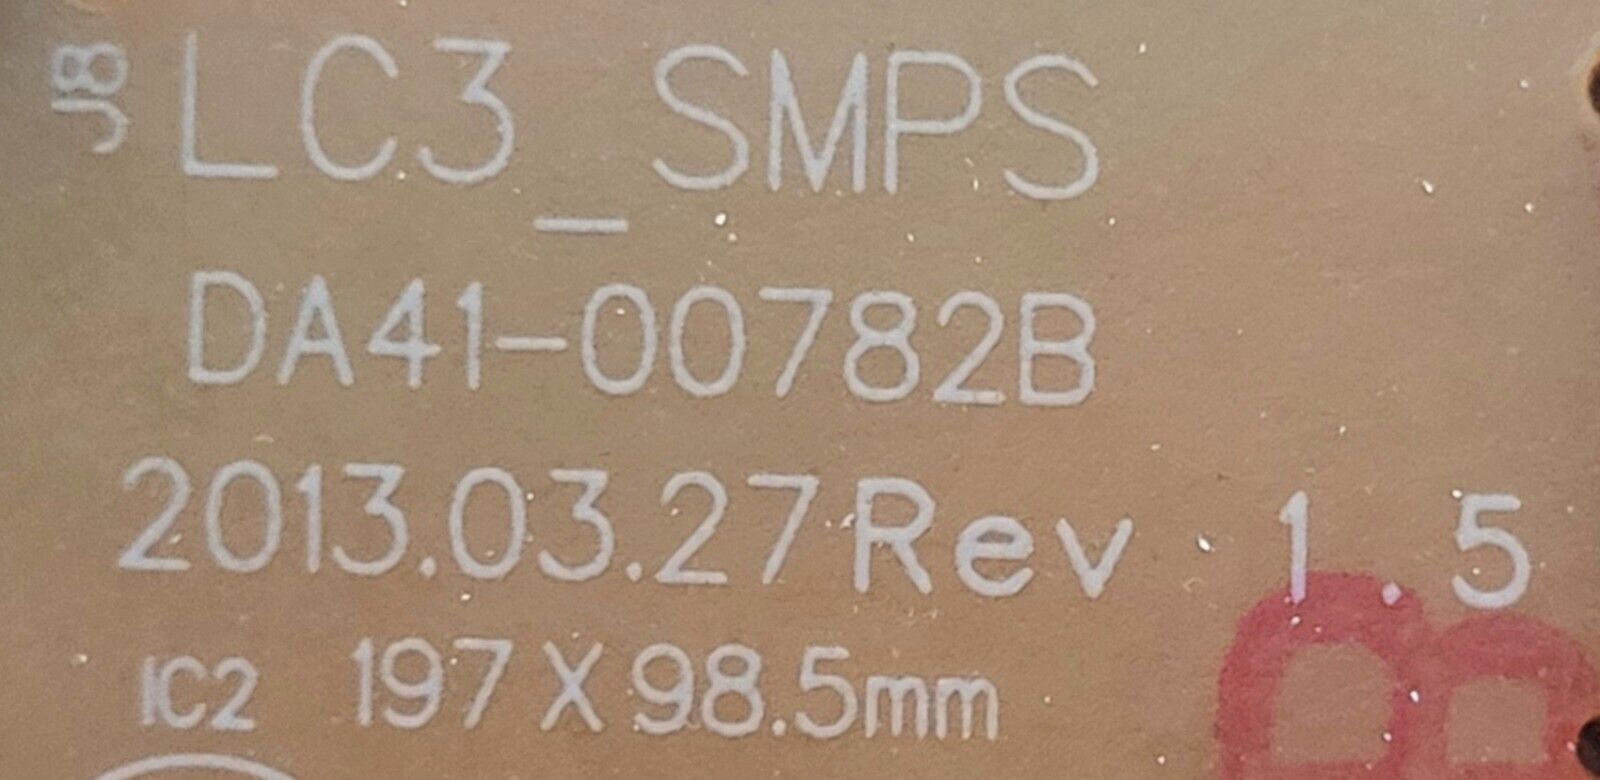 J8
LC3_SMPS
DA41-00782B
2013.03.27 Rev 1.5
IC2 197 X 98.5mm